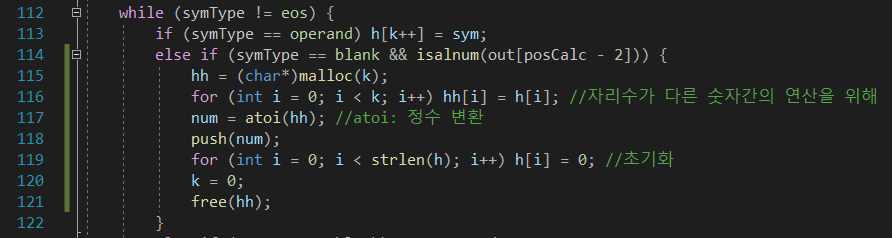 112 while (symType != eos) {
113 if (symType == operand) h[k++] = sym;
114 else if (symType == blank && isalnum(out[posCalc - 2])) {
115 hh = (char*)malloc(k);
116 for (int i = 0; i < k; i++) hh[i] = h[i]; //자리수가 다른 숫자간의 연산을 위해
117 num = atoi(hh); //atoi: 정수 변환
118 push(num);
119 for (int i = 0; i < strlen(h); i++) h[i] = 0; //초기화
120 k = 0;
121 free(hh);
122 }